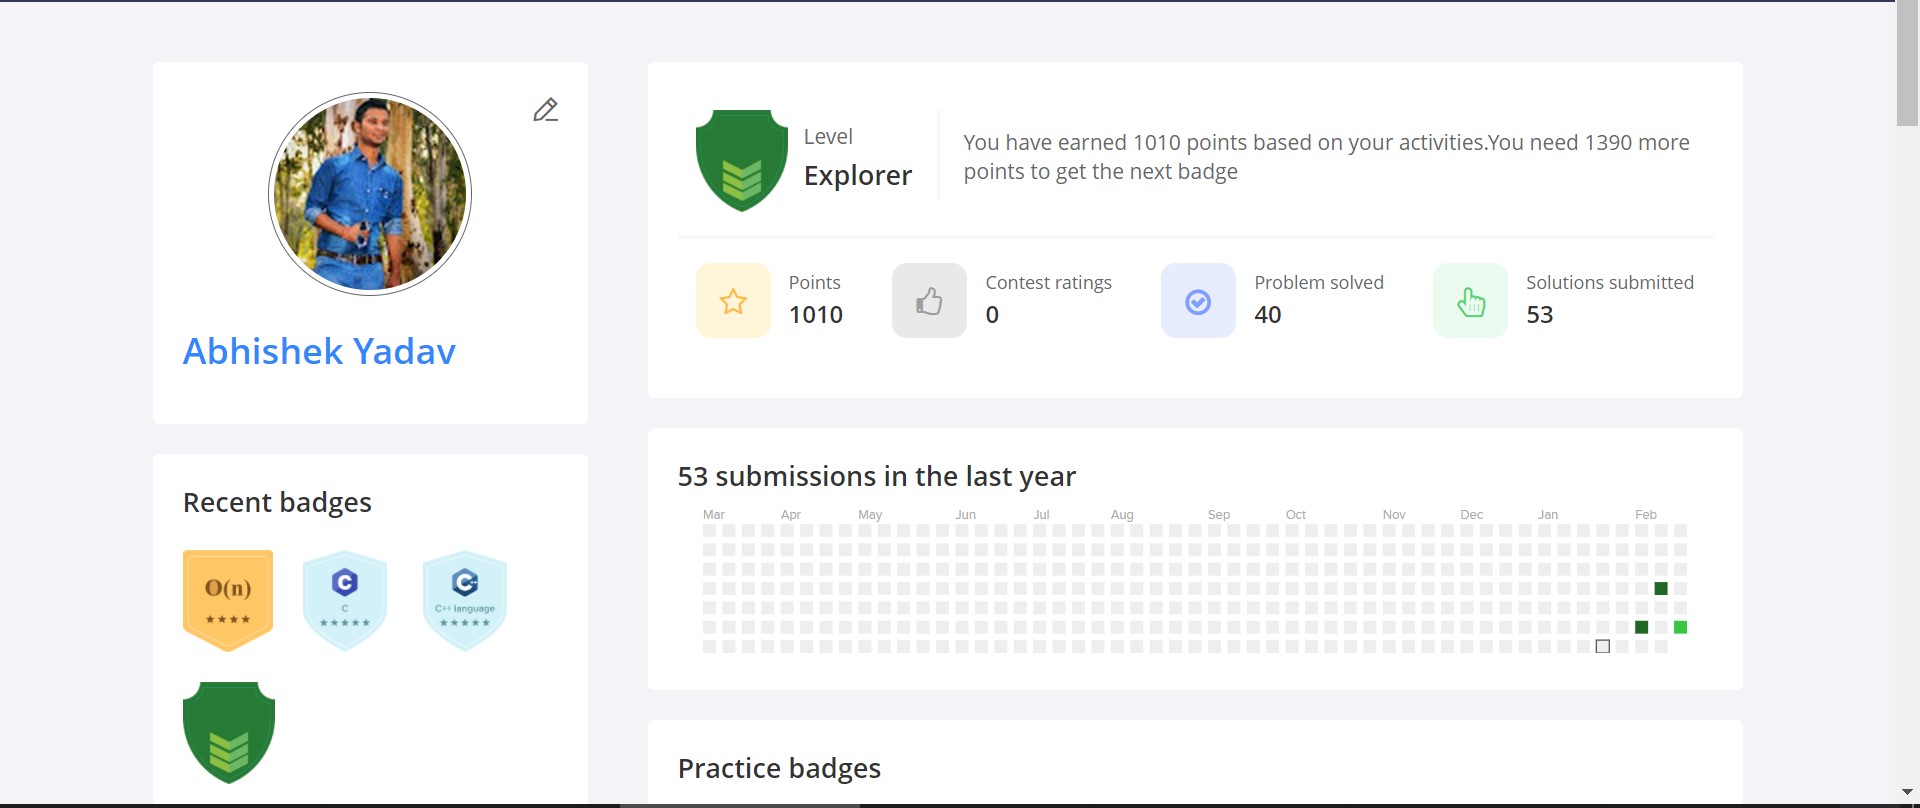 Abhishek Yadav
Recent badges
O(n)
C
C
C++ language
Level
Explorer
You have earned 1010 points based on your activities.You need 1390 more
points to get the next badge
Points
1010
Contest ratings
0
Problem solved
40
Solutions submitted
53
53 submissions in the last year
Mar Apr May Jun Jul Aug Sep Oct Nov Dec Jan Feb
Practice badges